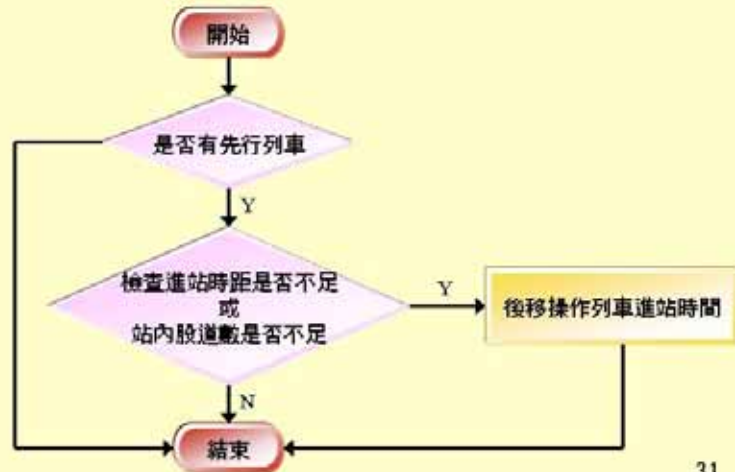 開始
是否有先行列車
Y
檢查進站時距是否不足
或
站內股道數是否不足
Y
後移操作列車進站時間
N
結束
31